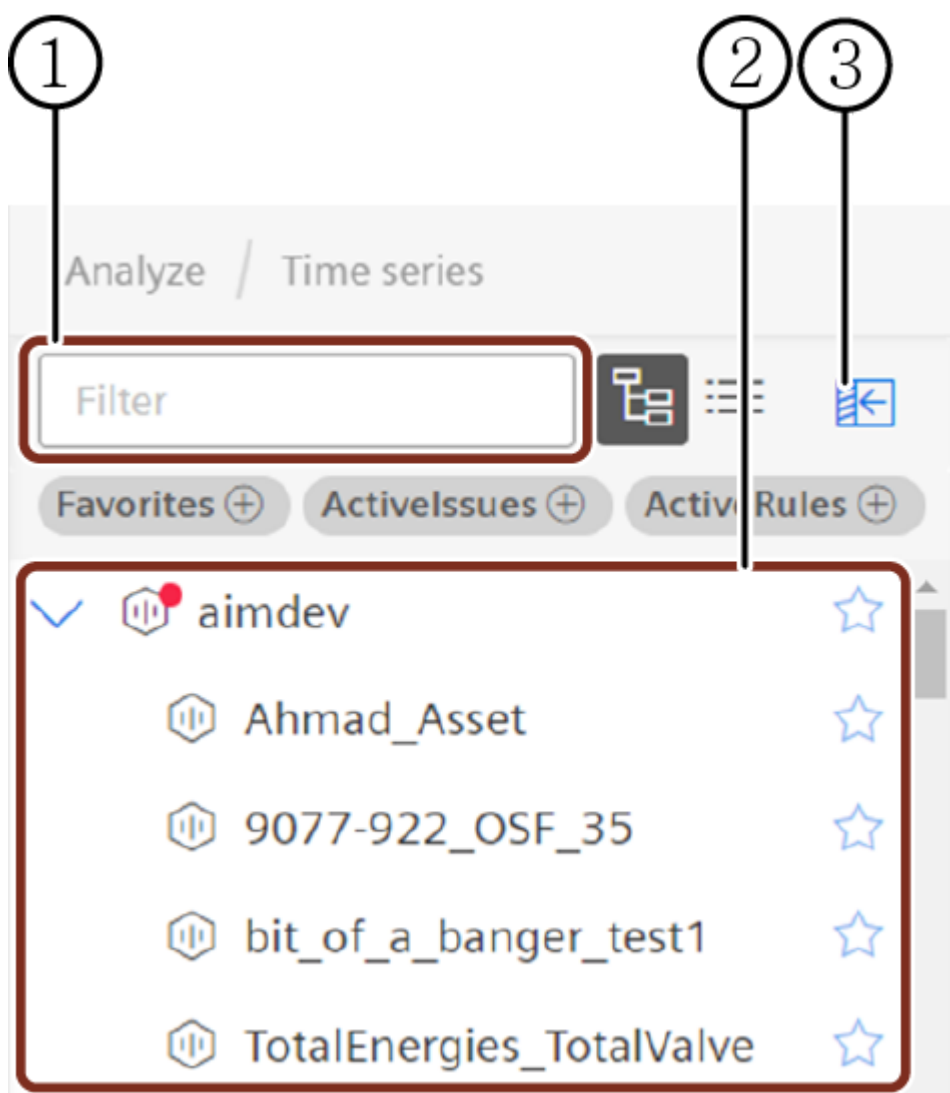 1 2 3
Analyze / Time series
Filter
Favorites ActiveIssues Active Rules
aimdev
Ahmad_Asset
9077-922_OSF_35
bit_of_a_banger_test1
TotalEnergies_TotalValve